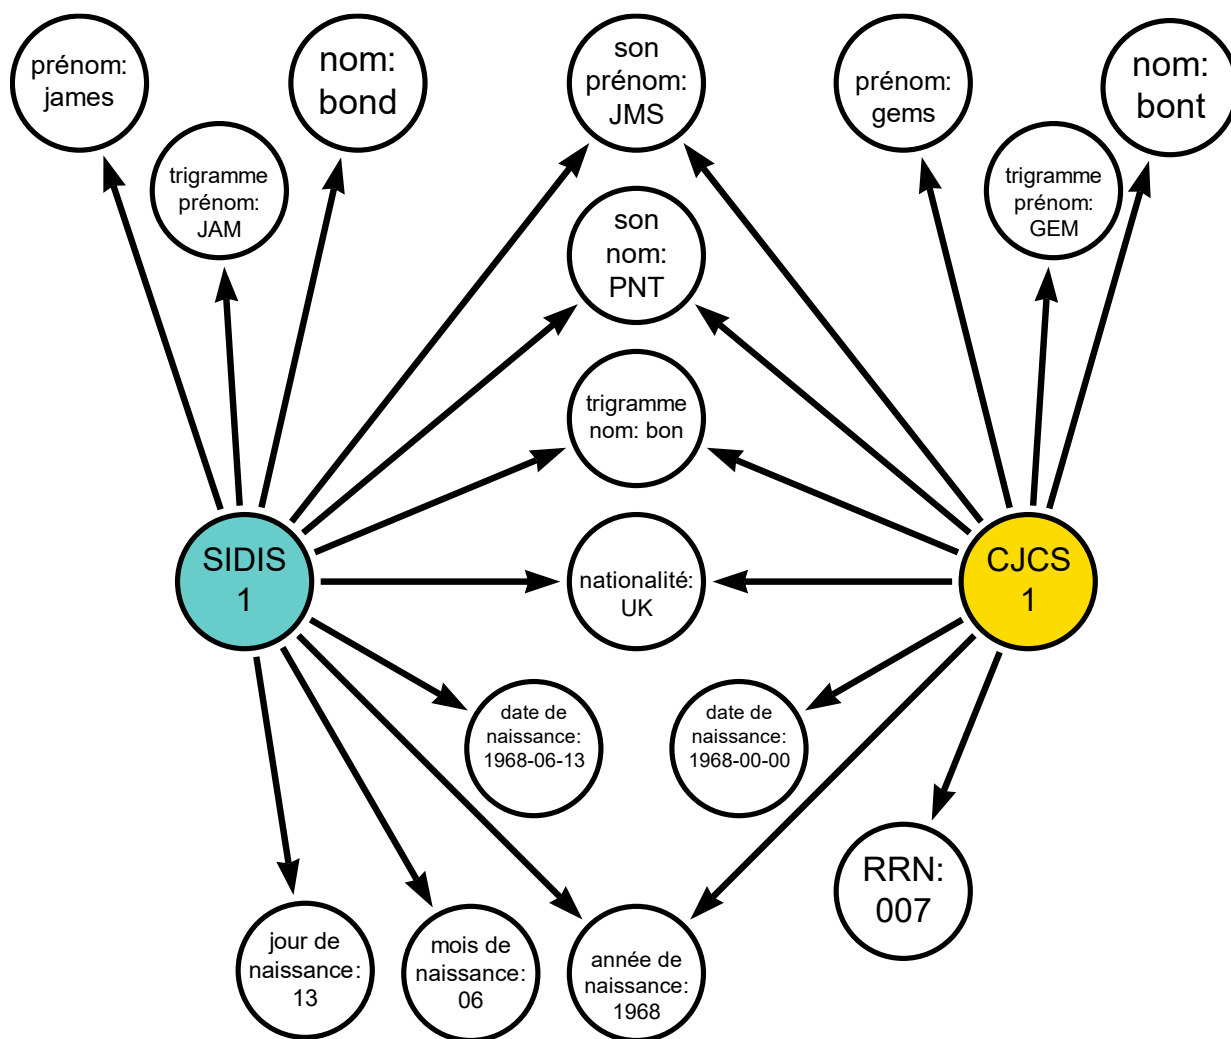 prénom:
james
nom:
bond
son
prénom:
JMS
prénom:
gems
nom:
bont
trigramme
prénom:
JAM
trigramme
prénom:
GEM
son
nom:
PNT
trigramme
nom: bon
SIDIS
1
nationalité:
UK
CJCS
1
date de
naissance:
1968-06-13
date de
naissance:
1968-00-00
RRN:
007
jour de
naissance:
13
mois de
naissance:
06
année de
naissance:
1968